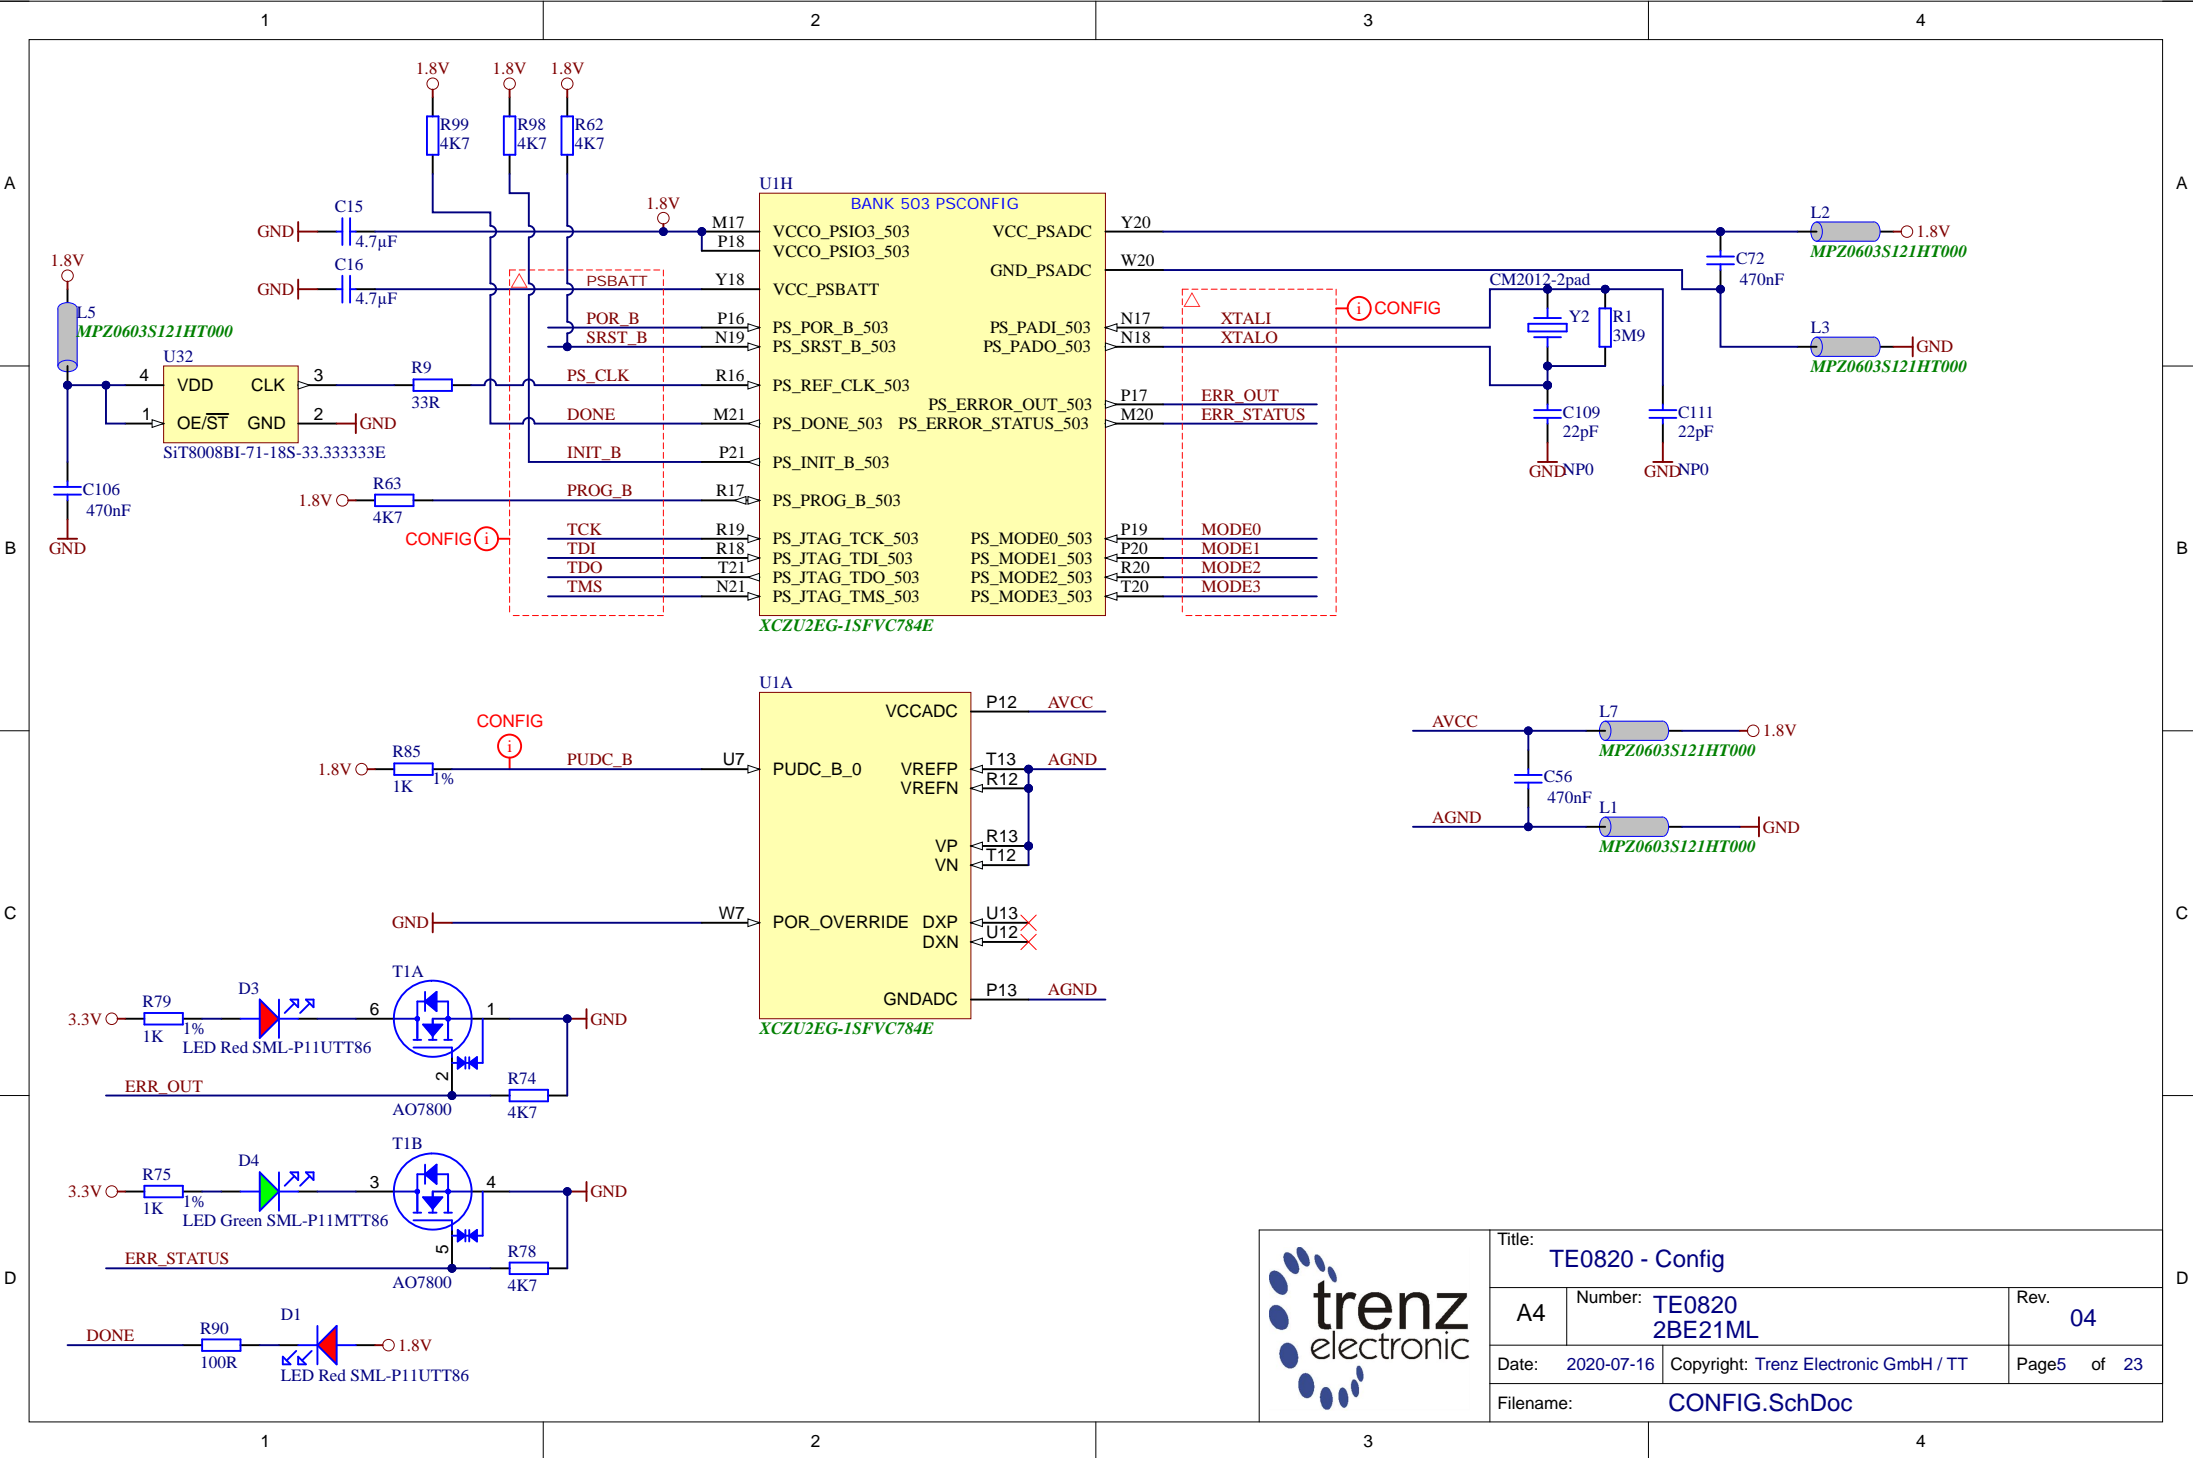 1 2 3 4
1.8V 1.8V 1.8V
R99 R98 R62
4K7 4K7 4K7
A A
U1H
BANK 503 PSCONFIG
C15
1.8V
GND
4.7µF
M17 VCCO_PSIO3_503
P18 VCCO_PSIO3_503
VCC_PSADC Y20
L2
1.8V
MPZ0603S121HT000
C16
GND
4.7µF
PSBATT
Y18 VCC_PSBATT
GND_PSADC W20
C72
470nF
L3
GND
MPZ0603S121HT000
1.8V
L5
MPZ0603S121HT000
POR_B P16 PS_POR_B_503
SRST_B N19 PS_SRST_B_503
PS_PADI_503 N17 XTALI
PS_PADO_503 N18 XTALO
i CONFIG
CM2012-2pad
Y2
R1
3M9
U32
4 VDD CLK 3
1 OE/ST GND 2 GND
SiT8008BI-71-18S-33.333333E
R9
33R
PS_CLK R16 PS_REF_CLK_503
DONE M21 PS_DONE_503
PS_ERROR_OUT_503 P17 ERR_OUT
PS_ERROR_STATUS_503 M20 ERR_STATUS
C109
22pF
GND NP0
C111
22pF
GND NP0
INIT_B P21 PS_INIT_B_503
C106
470nF
GND
1.8V R63
4K7
PROG_B R17 PS_PROG_B_503
CONFIG i
B B
TCK R19 PS_JTAG_TCK_503
TDI R18 PS_JTAG_TDI_503
TDO T21 PS_JTAG_TDO_503
TMS N21 PS_JTAG_TMS_503
PS_MODE0_503 P19 MODE0
PS_MODE1_503 P20 MODE1
PS_MODE2_503 R20 MODE2
PS_MODE3_503 T20 MODE3
XCZU2EG-1SFVC784E
U1A
VCCADC P12 AVCC
CONFIG
i
1.8V R85
1K
1%
PUDC_B U7 PUDC_B_0
VREFP T13 AGND
VREFN R12
VP R13
VN T12
AVCC L7 1.8V
MPZ0603S121HT000
C56
470nF
AGND L1 GND
MPZ0603S121HT000
C C
GND W7 POR_OVERRIDE
DXP U13
DXN U12
GNDADC P13 AGND
XCZU2EG-1SFVC784E
3.3V R79
1K
1%
D3
LED Red SML-P11UTT86
T1A
6 1 GND
2
ERR_OUT
AO7800
R74
4K7
3.3V R75
1K
1%
D4
LED Green SML-P11MTT86
T1B
3 4 GND
5
ERR_STATUS
AO7800
R78
4K7
D D
DONE R90
100R
D1
1.8V
LED Red SML-P11UTT86
trenz
electronic
Title:
TE0820 - Config
A4 Number: TE0820
2BE21ML
Rev.
04
Date: 2020-07-16 Copyright: Trenz Electronic GmbH / TT Page5 of 23
Filename: CONFIG.SchDoc
1 2 3 4